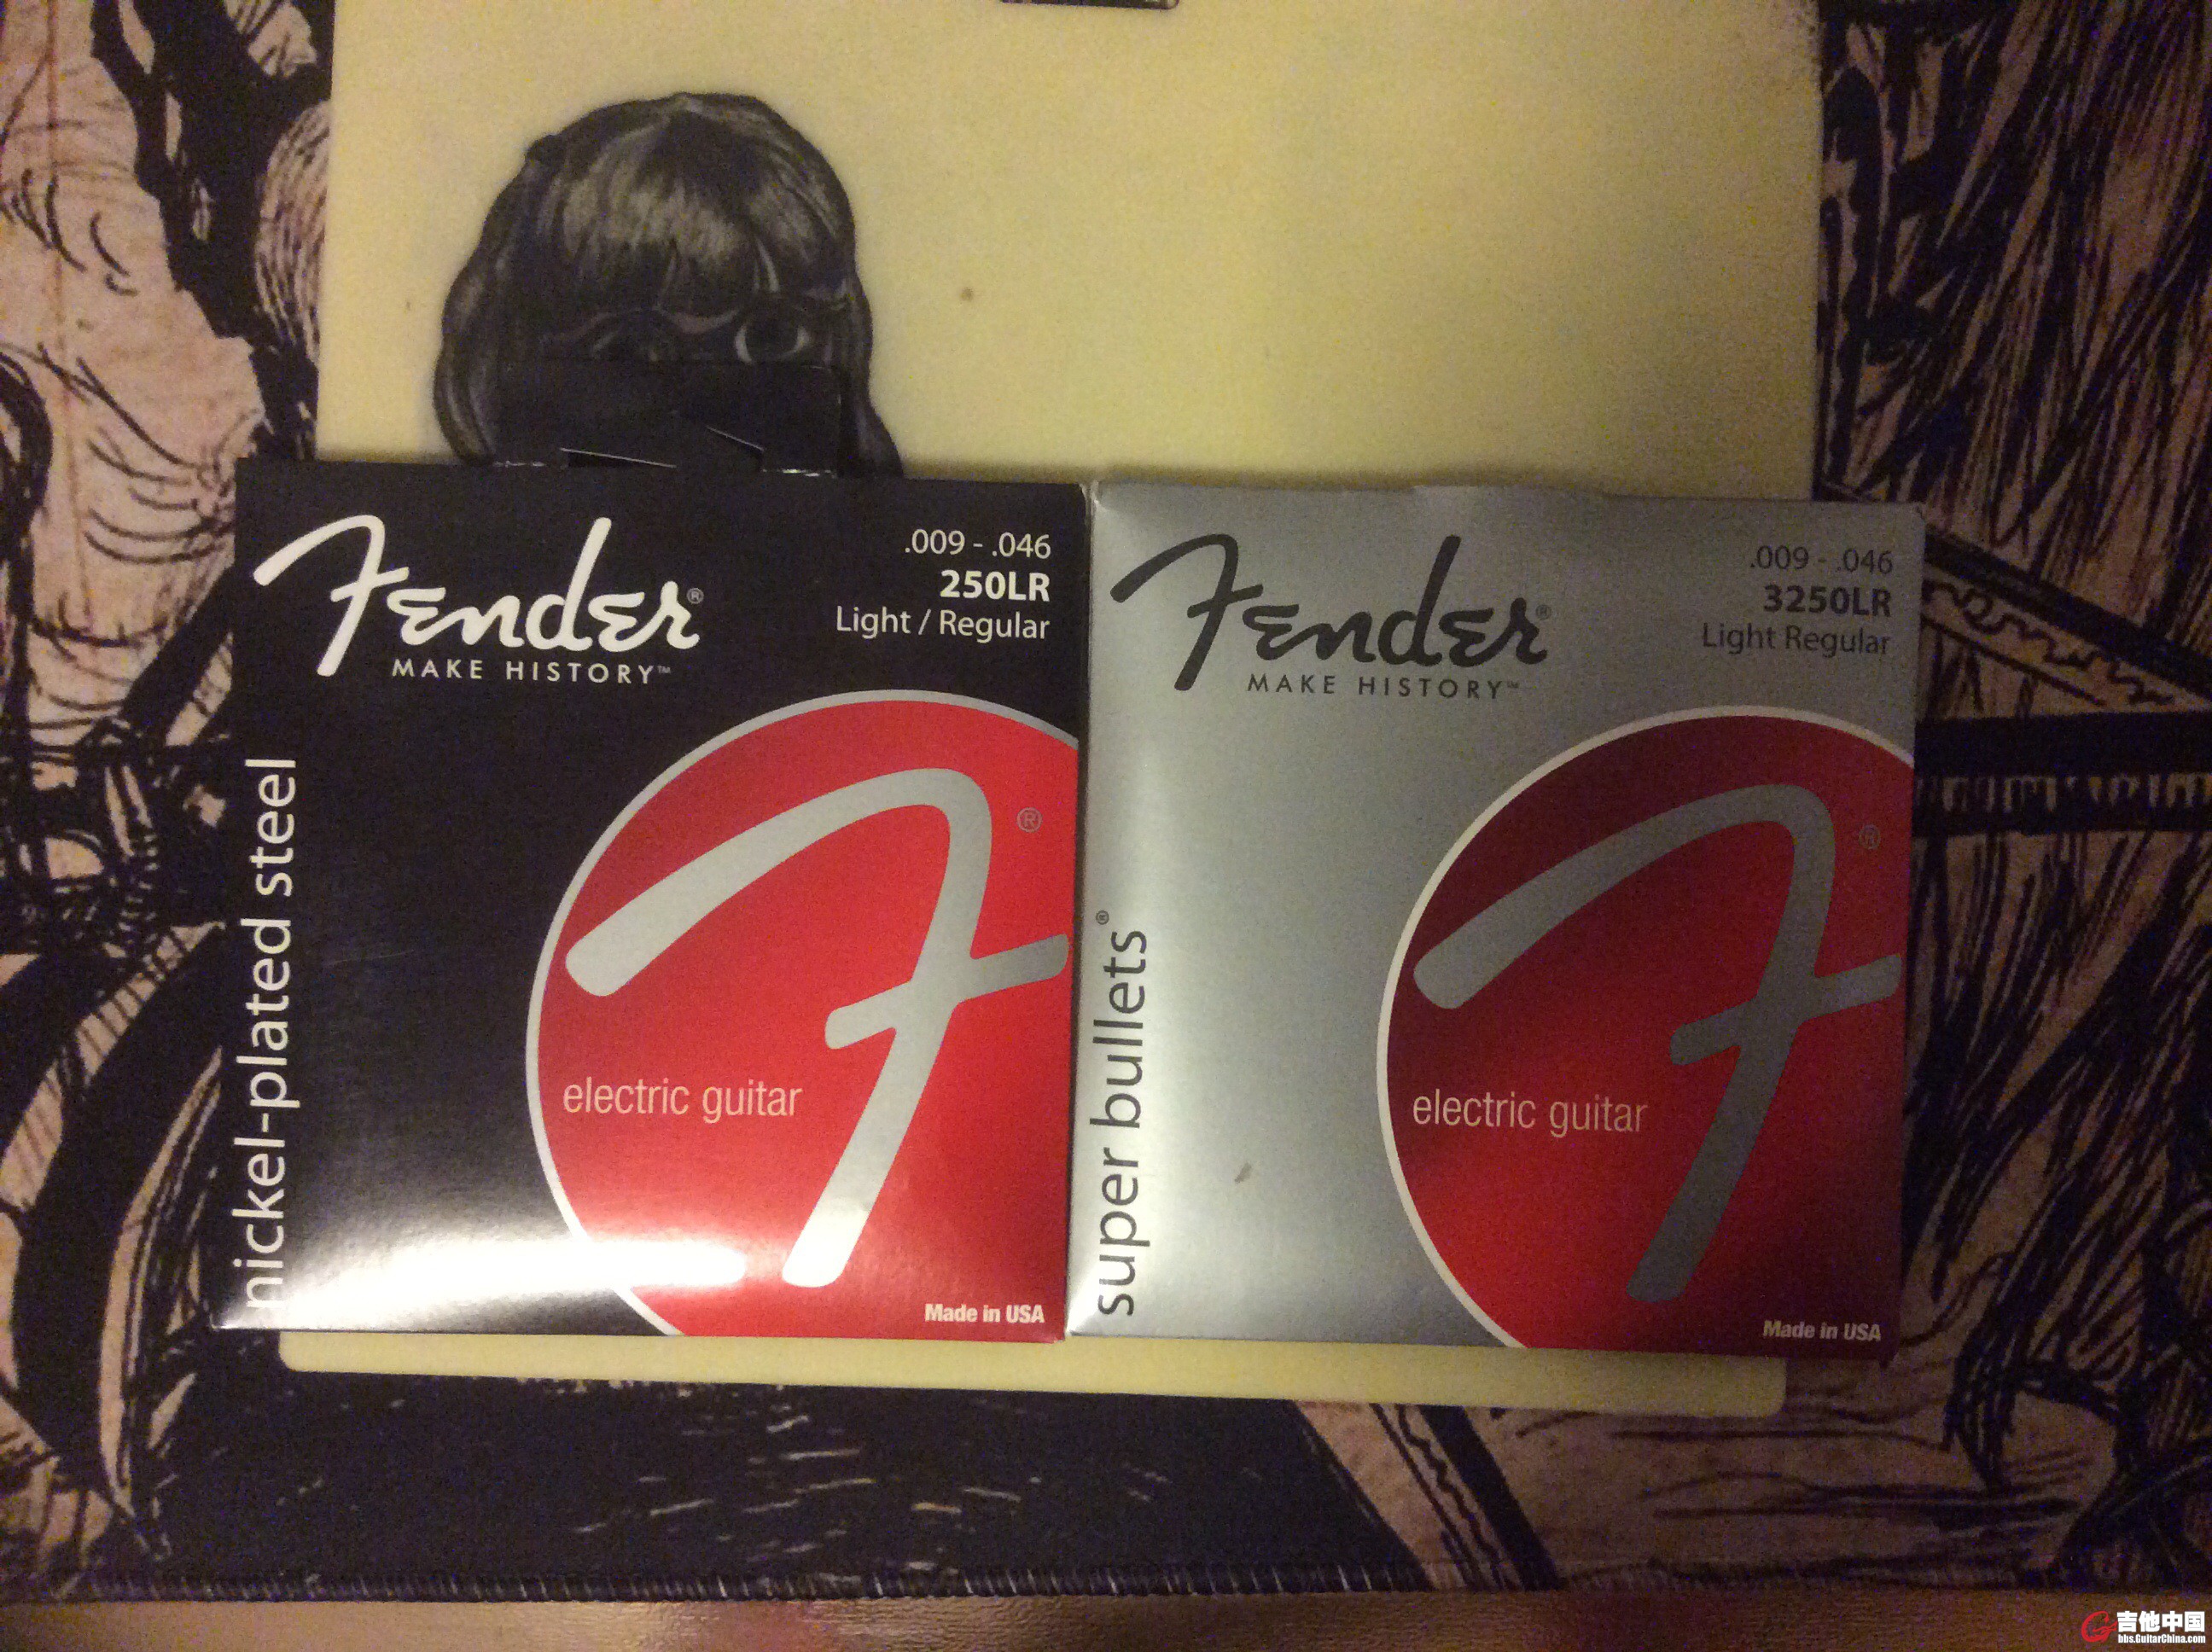 Fender®
MAKE HISTORY™
.009 - .046
250LR
Light / Regular
nickel-plated steel
®
electric guitar
Made in USA
Fender®
MAKE HISTORY™
.009 - .046
3250LR
Light Regular
super bullets®
®
electric guitar
Made in USA
吉他中国
bbs.GuitarChina.com